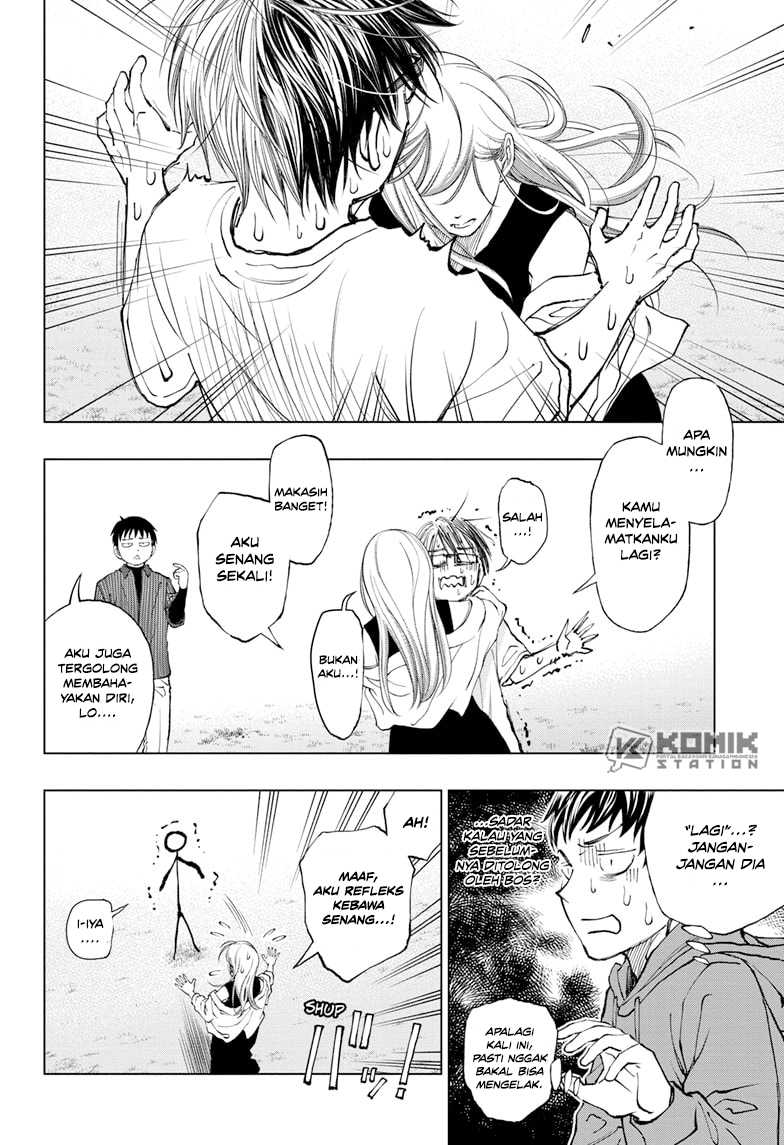 APA
MUNGKIN
...
KAMU
MENYELA-
MATKANKU
LAGI?
SALAH
...!
BUKAN
AKU...!
MAKASIH
BANGET!
AKU
SENANG
SEKALI!
AKU JUGA
TERGOLONG
MEMBAHA-
YAKAN DIRI,
LO....
KOMIK
STATION
"LAGI"...?
JANGAN-
JANGAN DIA
...
...SADAR
KALAU YANG
SEBELUM-
NYA DITOLONG
OLEH BOS?
APALAGI
KALI INI,
PASTI NGGAK
BAKAL BISA
MENGELAK.
AH!
MAAF,
AKU REFLEKS
KEBAWA
SENANG...!
I-IYA
....
SHUP